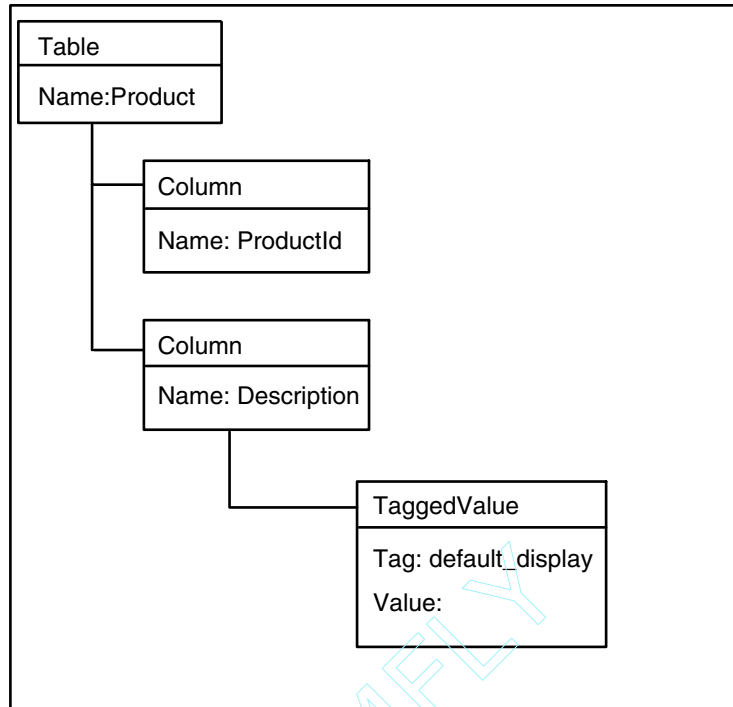 Table
Name:Product
Column
Name: ProductId
Column
Name: Description
TaggedValue
Tag: default_display
Value: